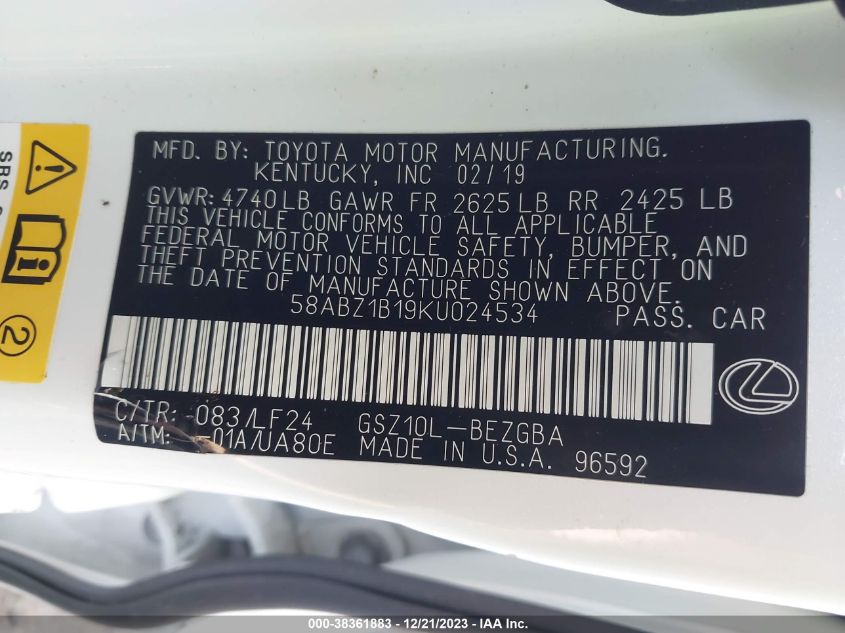 MFD. BY: TOYOTA MOTOR MANUFACTURING.
KENTUCKY, INC 02/19
GVWR: 4740LB GAWR FR 2625LB RR 2425 LB
THIS VEHICLE CONFORMS TO ALL APPLICABLE
FEDERAL MOTOR VEHICLE SAFETY, BUMPER, AND
THEFT PREVENTION STANDARDS IN EFFECT ON
THE DATE OF MANUFACTURE SHOWN ABOVE.
58ABZ1B19KU024534 PASS. CAR
C/TR: 083/LF24 GSZ10L-BEZGBA
A/TM: -01A/UA80E MADE IN U.S.A. 96592
SRS
2
000-38361883 - 12/21/2023 - IAA Inc.